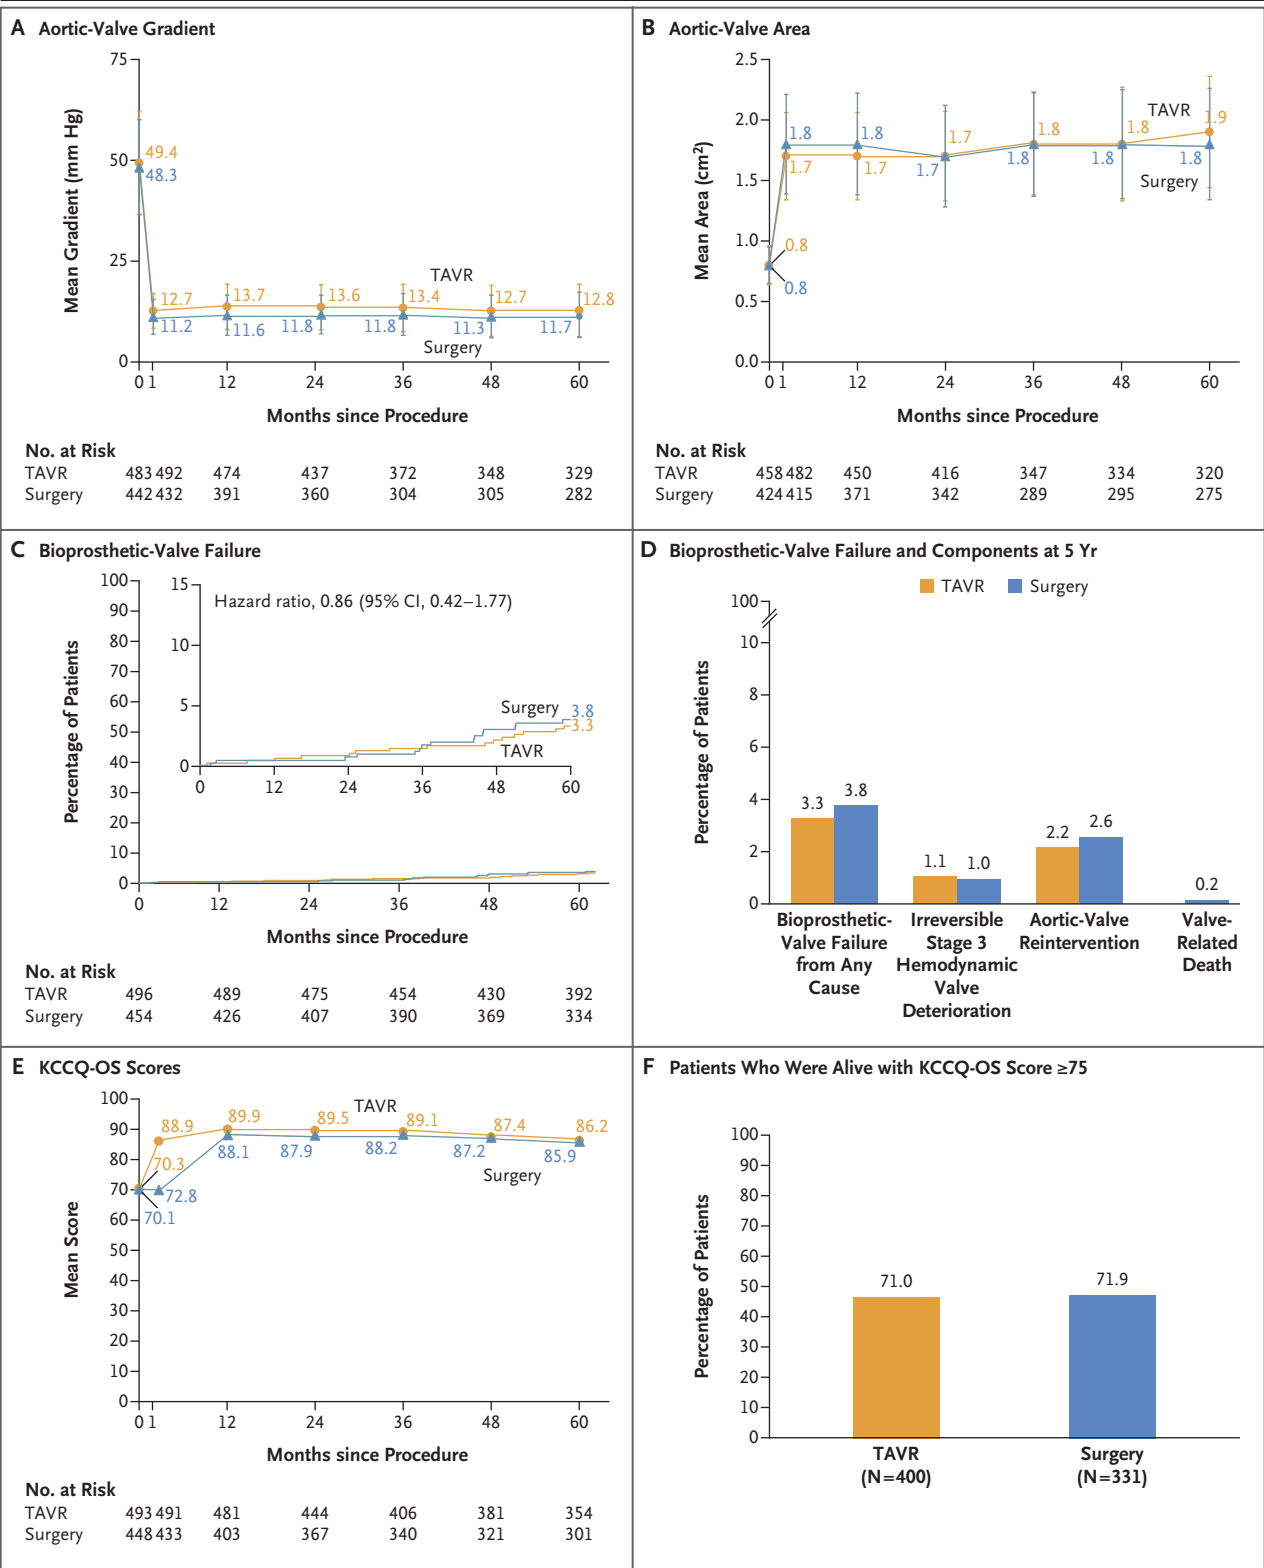 A Aortic-Valve Gradient
75
50
25
0
Mean Gradient (mm Hg)
49.4
48.3
12.7 13.7 13.6 13.4 12.7 12.8
11.2 11.6 11.8 11.8 11.3 11.7
TAVR
Surgery
0 1 12 24 36 48 60
Months since Procedure
No. at Risk
TAVR 483 492 474 437 372 348 329
Surgery 442 432 391 360 304 305 282
B Aortic-Valve Area
2.5
2.0
1.5
1.0
0.5
0.0
Mean Area (cm²)
TAVR
1.8 1.8 1.7 1.8 1.8 1.9
1.7 1.7 1.7 1.8 1.8 1.8
Surgery
0.8
0.8
0 1 12 24 36 48 60
Months since Procedure
No. at Risk
TAVR 458 482 450 416 347 334 320
Surgery 424 415 371 342 289 295 275
C Bioprosthetic-Valve Failure
100
90
80
70
60
50
40
30
20
10
0
Percentage of Patients
15
10
5
0
Hazard ratio, 0.86 (95% CI, 0.42–1.77)
Surgery 3.8
3.3
TAVR
0 12 24 36 48 60
0 12 24 36 48 60
Months since Procedure
No. at Risk
TAVR 496 489 475 454 430 392
Surgery 454 426 407 390 369 334
D Bioprosthetic-Valve Failure and Components at 5 Yr
TAVR Surgery
100
10
8
6
4
2
0
Percentage of Patients
3.3 3.8
1.1 1.0
2.2 2.6
0.2
Bioprosthetic-
Valve Failure
from Any
Cause
Irreversible
Stage 3
Hemodynamic
Valve
Deterioration
Aortic-Valve
Reintervention
Valve-
Related
Death
E KCCQ-OS Scores
100
90
80
70
60
50
40
30
20
10
0
Mean Score
TAVR
88.9 89.9 89.5 89.1 87.4 86.2
70.3
88.1 87.9 88.2 87.2 85.9
72.8
70.1
Surgery
0 1 12 24 36 48 60
Months since Procedure
No. at Risk
TAVR 493 491 481 444 406 381 354
Surgery 448 433 403 367 340 321 301
F Patients Who Were Alive with KCCQ-OS Score ≥75
100
90
80
70
60
50
40
30
20
10
0
Percentage of Patients
71.0
71.9
TAVR
(N=400)
Surgery
(N=331)